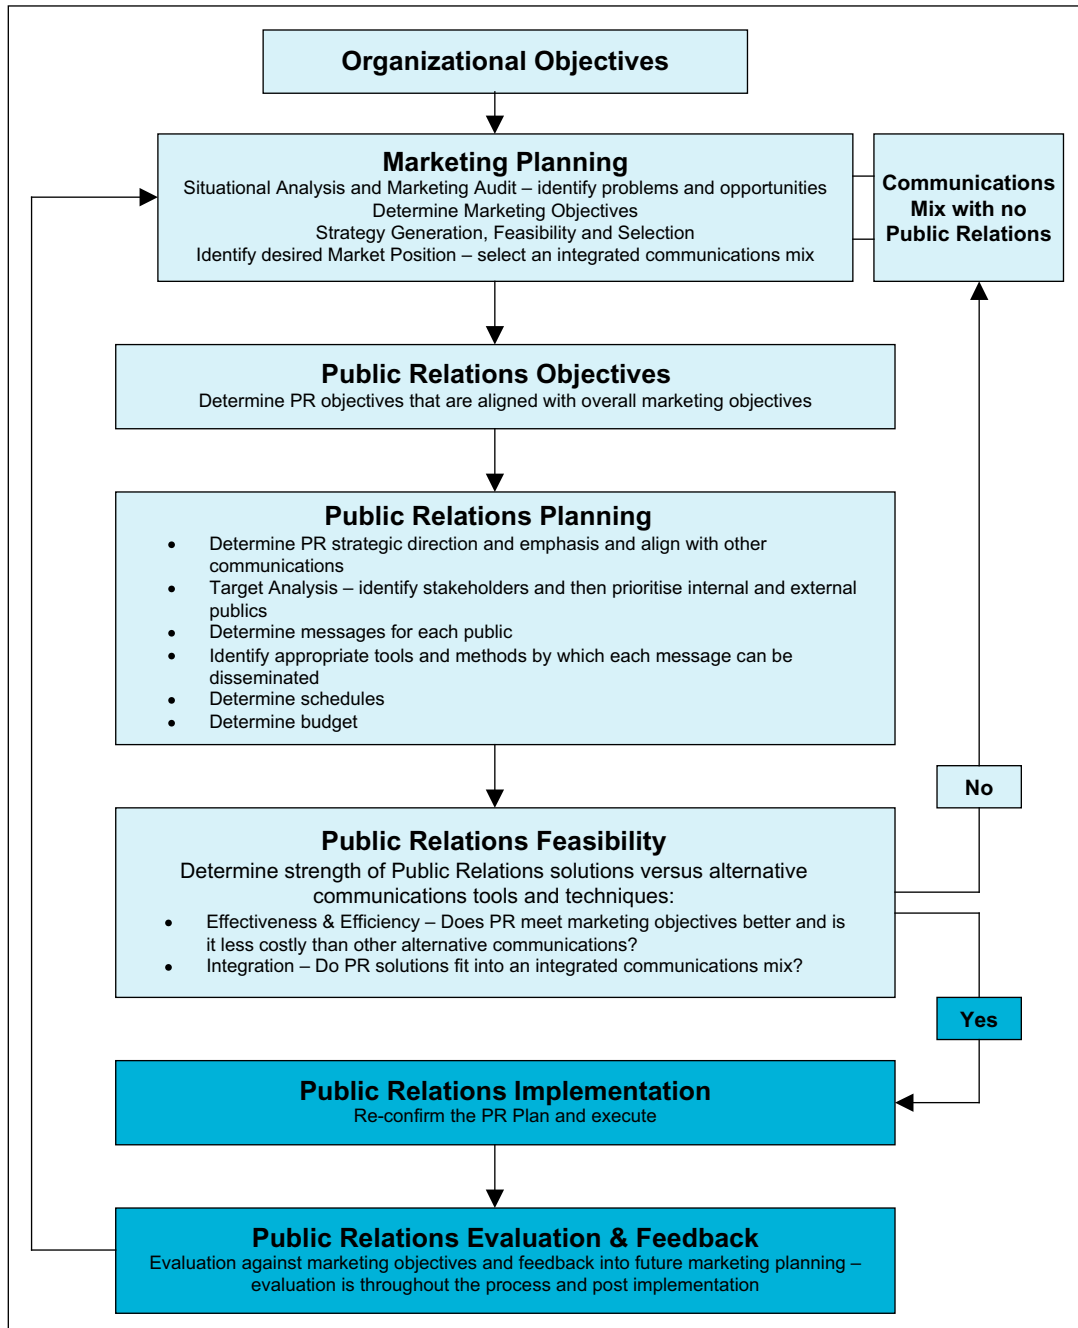 Organizational Objectives
Marketing Planning
Situational Analysis and Marketing Audit – identify problems and opportunities
Determine Marketing Objectives
Strategy Generation, Feasibility and Selection
Identify desired Market Position – select an integrated communications mix
Communications
Mix with no
Public Relations
Public Relations Objectives
Determine PR objectives that are aligned with overall marketing objectives
Public Relations Planning
• Determine PR strategic direction and emphasis and align with other
communications
• Target Analysis – identify stakeholders and then prioritise internal and external
publics
• Determine messages for each public
• Identify appropriate tools and methods by which each message can be
disseminated
• Determine schedules
• Determine budget
No
Public Relations Feasibility
Determine strength of Public Relations solutions versus alternative
communications tools and techniques:
• Effectiveness & Efficiency – Does PR meet marketing objectives better and is
it less costly than other alternative communications?
• Integration – Do PR solutions fit into an integrated communications mix?
Yes
Public Relations Implementation
Re-confirm the PR Plan and execute
Public Relations Evaluation & Feedback
Evaluation against marketing objectives and feedback into future marketing planning –
evaluation is throughout the process and post implementation